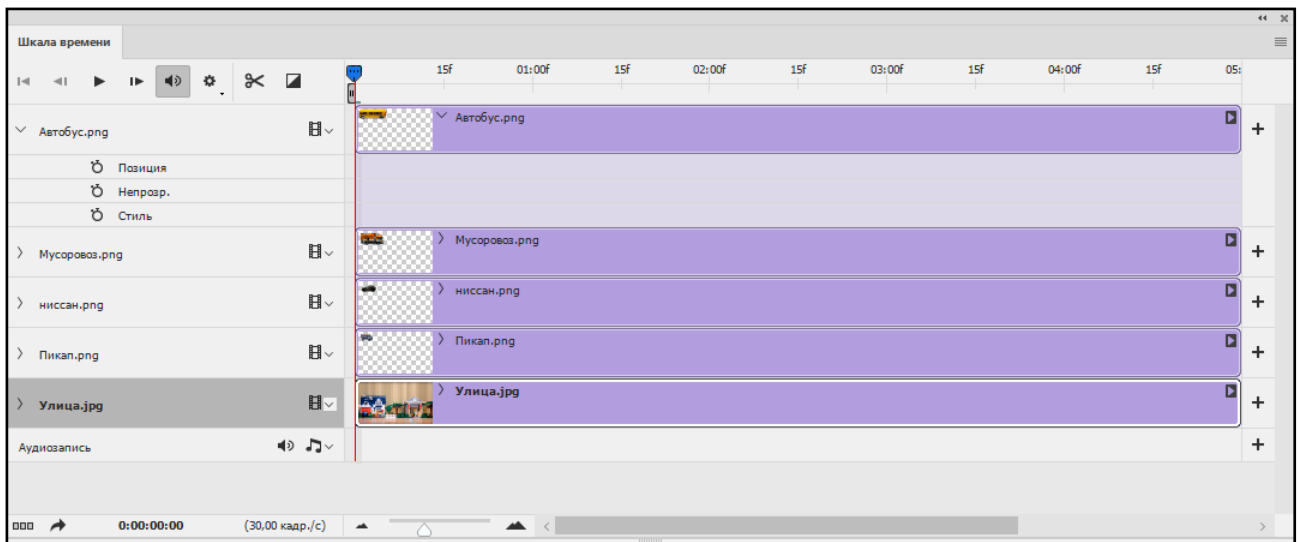 Шкала времени
15f 01:00f 15f 02:00f 15f 03:00f 15f 04:00f 15f 05:
Автобус.png Автобус.png
Позиция
Непрозр.
Стиль
Мусоровоз.png Мусоровоз.png
ниссан.png ниссан.png
Пикап.png Пикап.png
Улица.jpg Улица.jpg
Аудиозапись
0:00:00:00 (30,00 кадр./с)